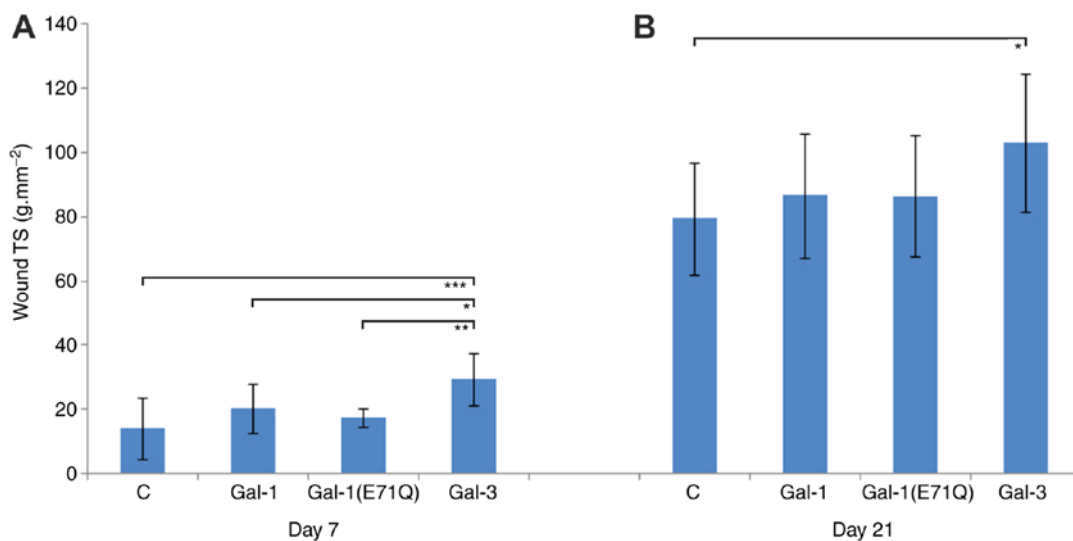 A
B
Wound TS (g.mm⁻²)
140
120
100
80
60
40
20
0
*
***
*
**
C Gal-1 Gal-1(E71Q) Gal-3 C Gal-1 Gal-1(E71Q) Gal-3
Day 7 Day 21